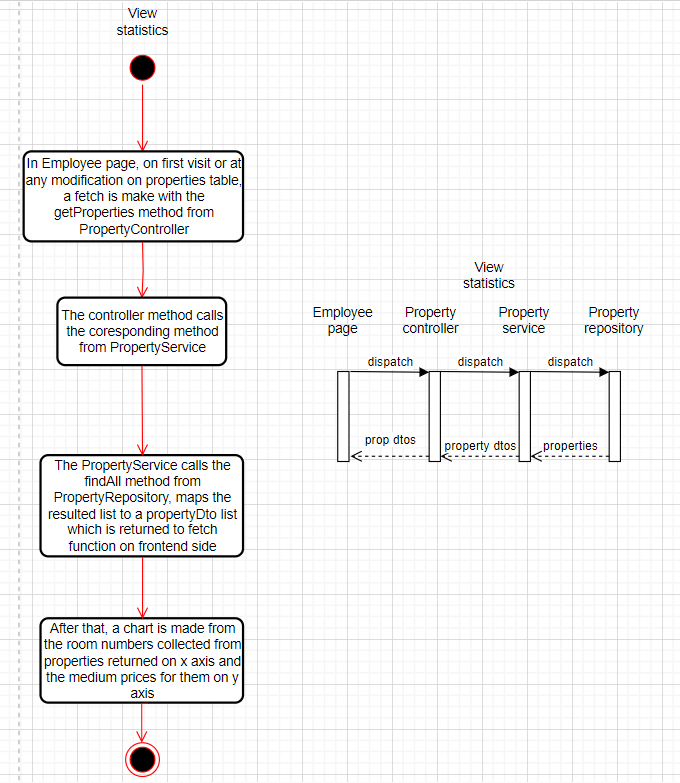 View
statistics
In Employee page, on first visit or at
any modification on properties table,
a fetch is make with the
getProperties method from
PropertyController
The controller method calls
the coresponding method
from PropertyService
The PropertyService calls the
findAll method from
PropertyRepository, maps the
resulted list to a propertyDto list
which is returned to fetch
function on frontend side
After that, a chart is made from
the room numbers collected from
properties returned on x axis and
the medium prices for them on y
axis
View
statistics
Employee
page
Property
controller
Property
service
Property
repository
dispatch
dispatch
dispatch
prop dtos
property dtos
properties